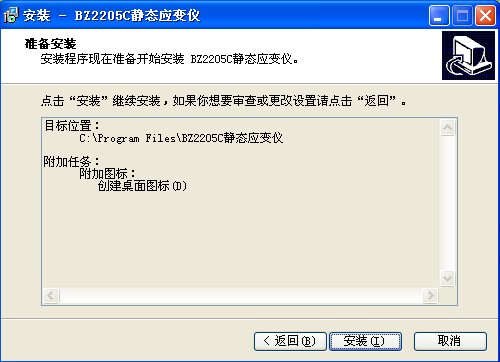 安装 - BZ2205C静态应变仪
准备安装
安装程序现在准备开始安装 BZ2205C静态应变仪。
点击“安装”继续安装，如果你想要审查或更改设置请点击“返回”。
目标位置：
C:\Program Files\BZ2205C静态应变仪
附加任务：
附加图标：
创建桌面图标(D)
< 返回(B)
安装(I)
取消